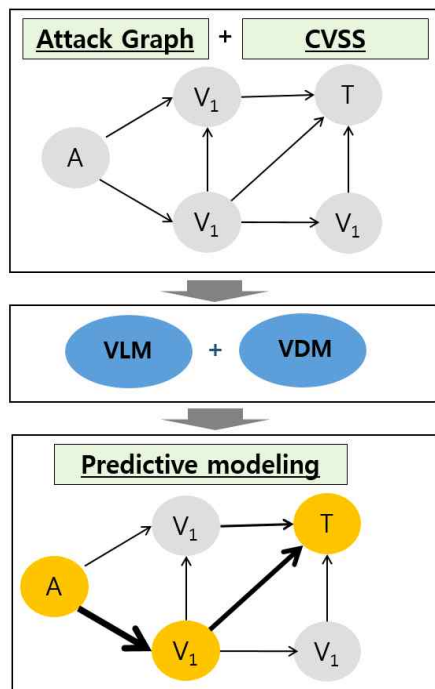 Attack Graph + CVSS
V₁ T
A
V₁ V₁
VLM + VDM
Predictive modeling
V₁ T
A
V₁ V₁